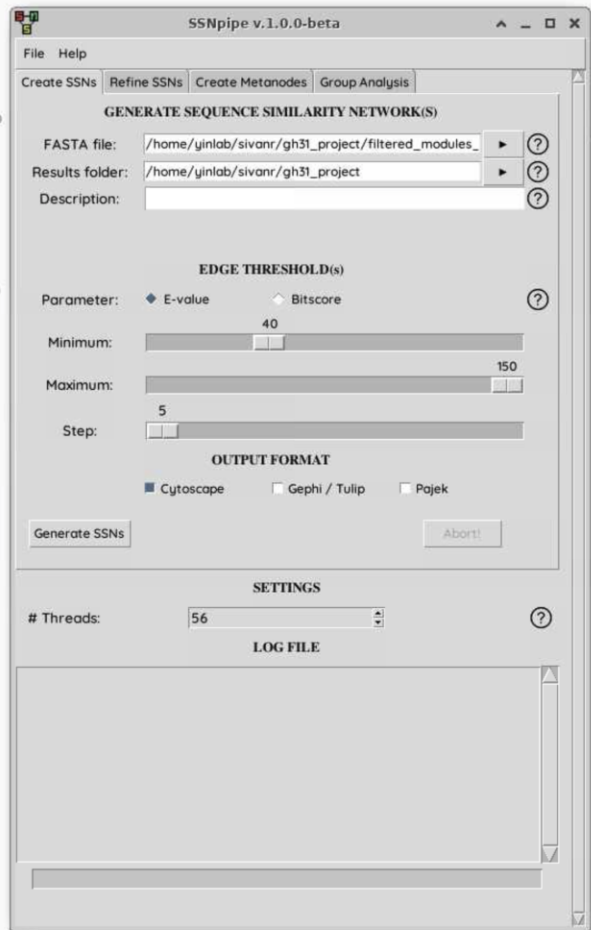 SSNpipe v.1.0.0-beta
File Help
Create SSNs Refine SSNs Create Metanodes Group Analysis
GENERATE SEQUENCE SIMILARITY NETWORK(S)
FASTA file: /home/yinlab/sivanr/gh31_project/filtered_modules_ ?
Results folder: /home/yinlab/sivanr/gh31_project ?
Description: ?
EDGE THRESHOLD(s)
Parameter: E-value Bitscore ?
40
Minimum:
150
Maximum:
5
Step:
OUTPUT FORMAT
Cytoscape Gephi / Tulip Pajek
Generate SSNs Abort!
SETTINGS
# Threads: 56 ?
LOG FILE